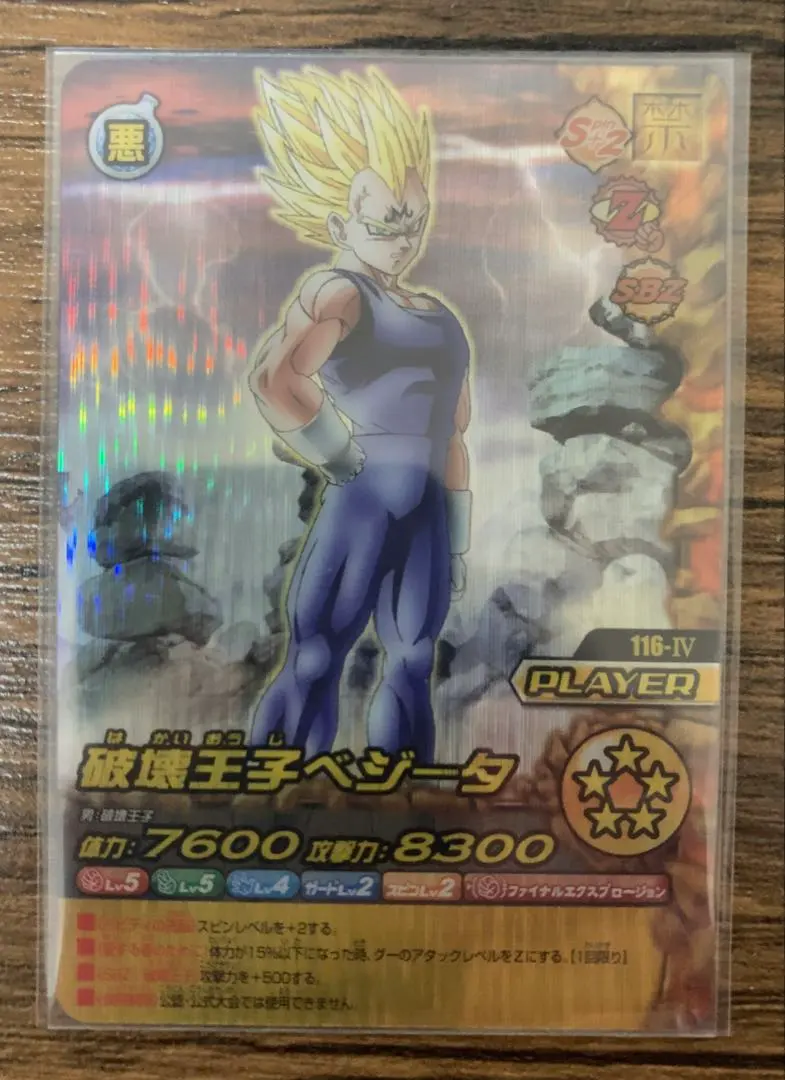 悪
Spin +2
禁
Z
SBZ
M
116-IV
PLAYER
はかいおうじ
破壊王子ベジータ
男:破壊王子
体力:7600 攻撃力:8300
Lv5 Lv5 Lv4 ガードLv2 スピンLv2 ファイナルエクスプロージョン
スピンレベルを+2する。
体力が15%以下になった時、グーのアタックレベルをZにする。【1回限り】
攻撃力を+500する。
公認・公式大会では使用できません。